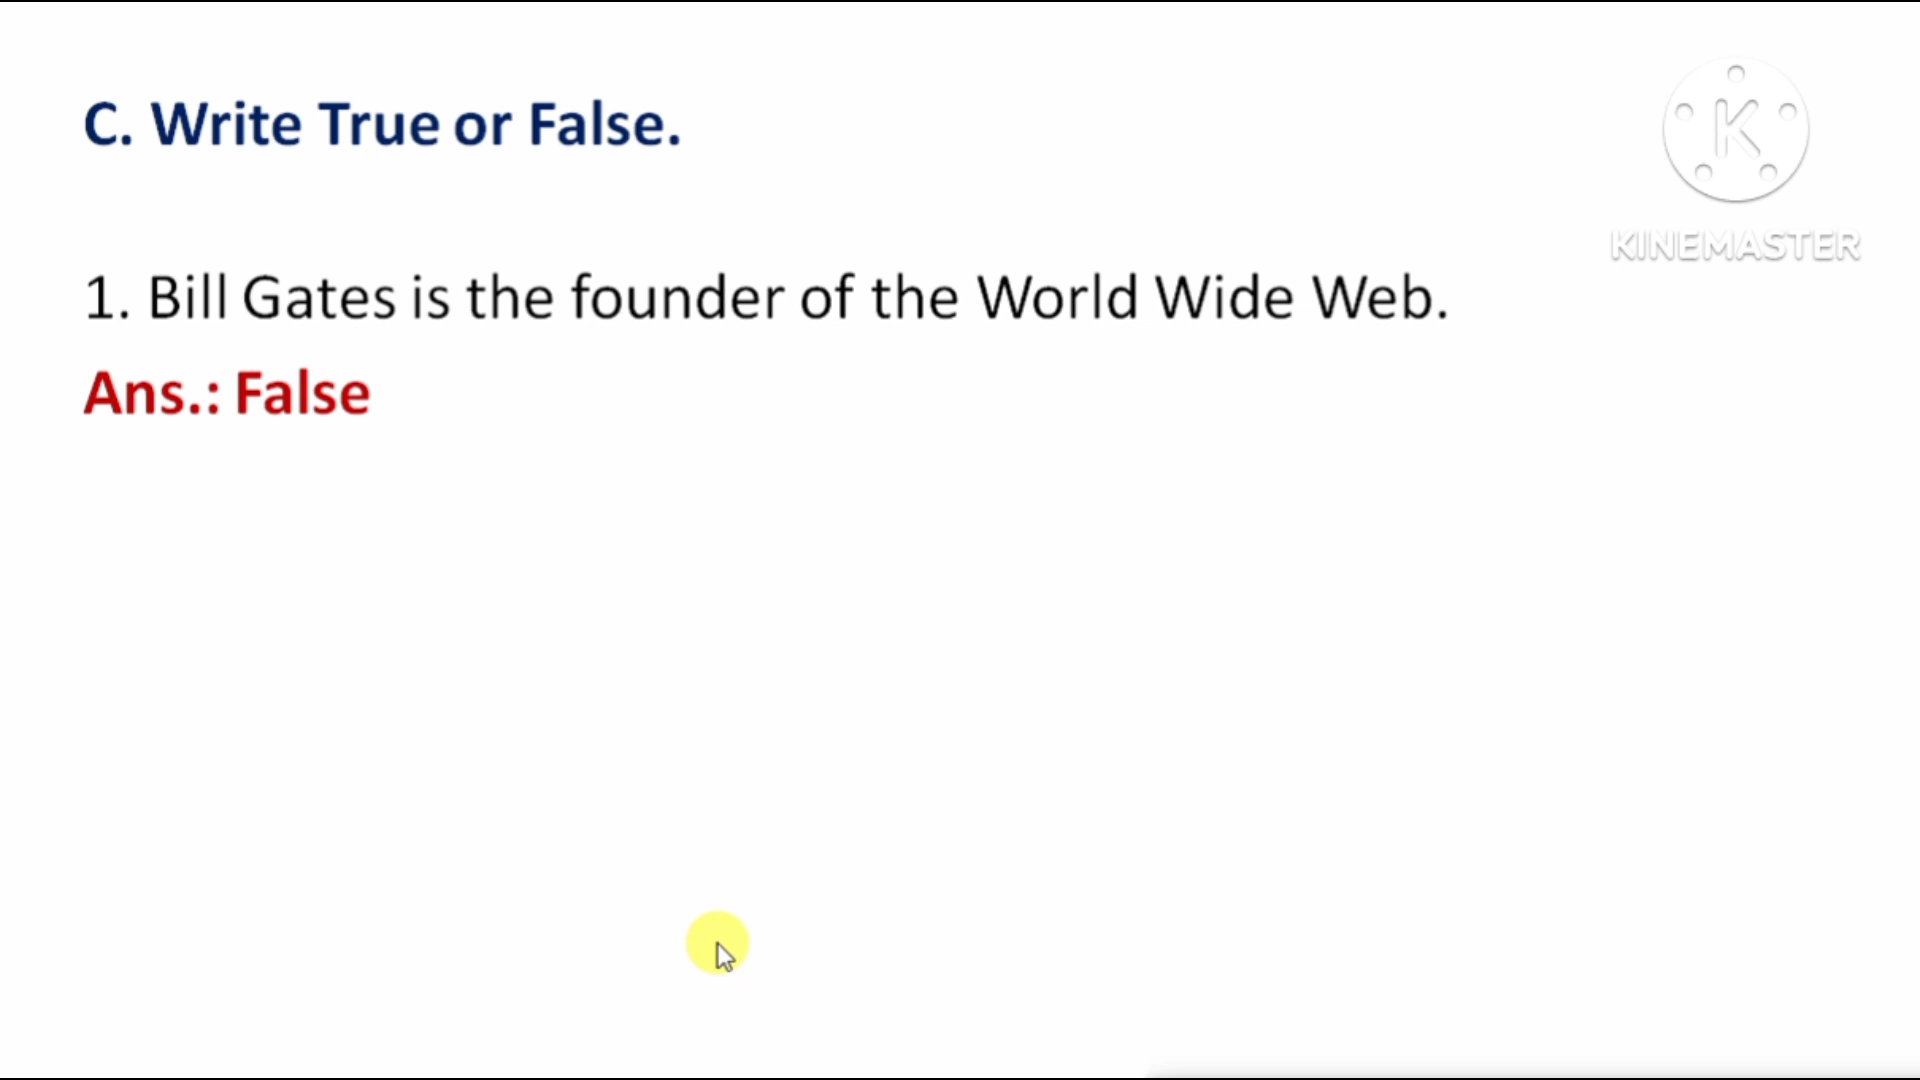 C. Write True or False.
K
KINEMASTER
1. Bill Gates is the founder of the World Wide Web.
Ans.: False